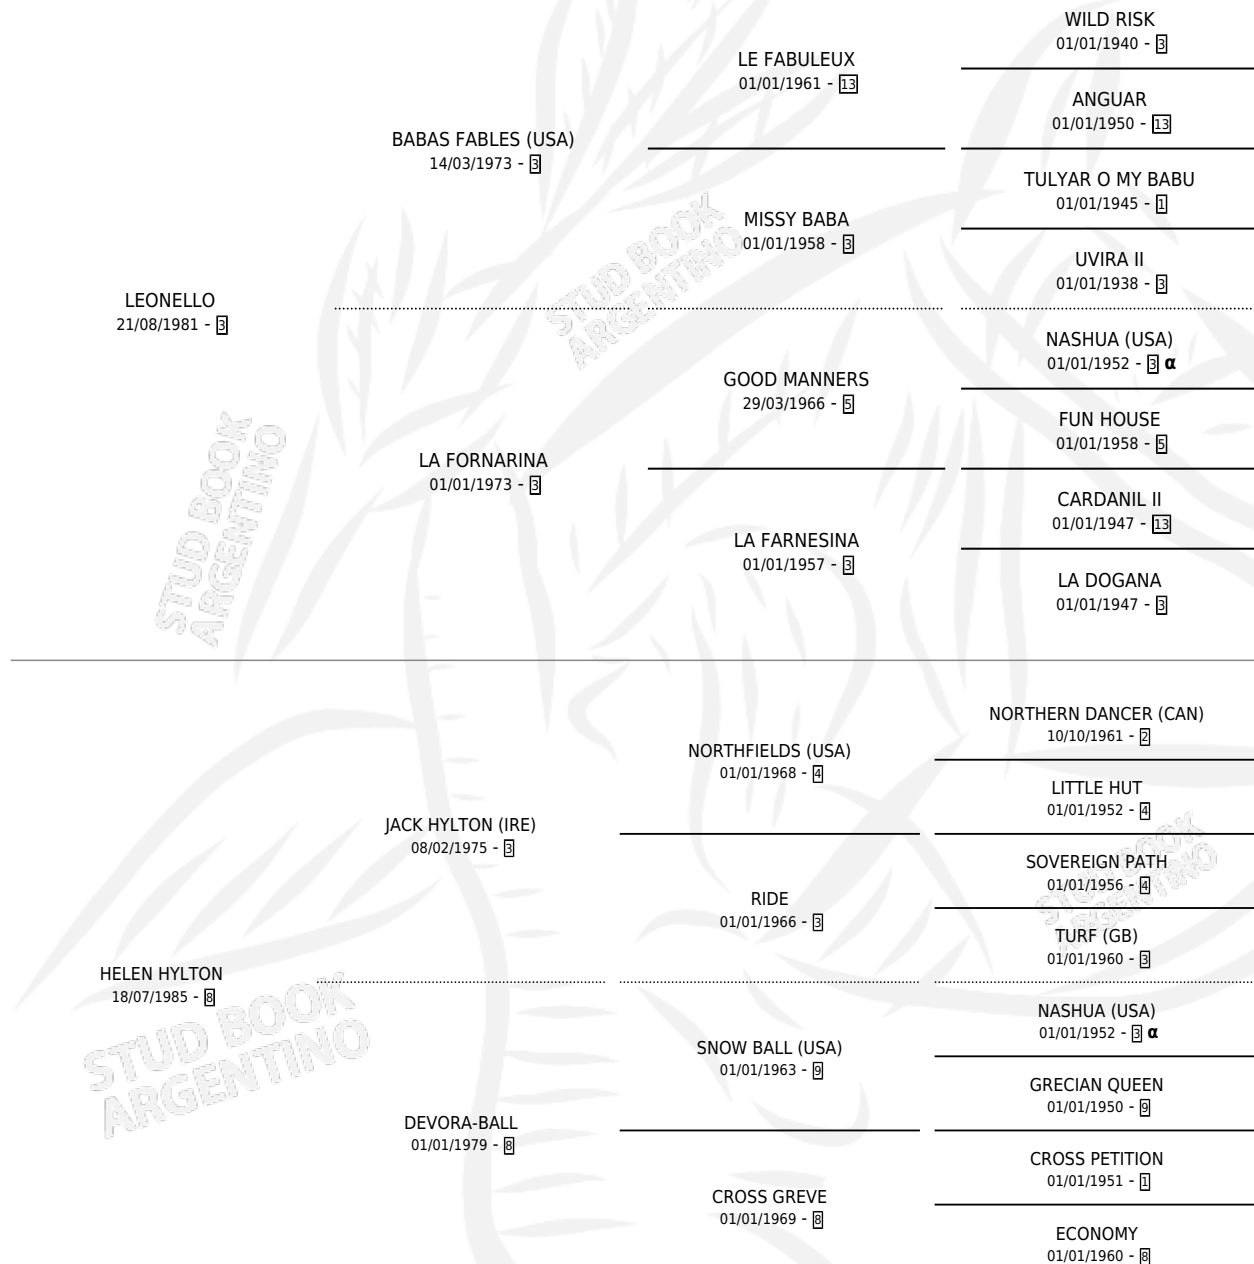 WILD RISK
01/01/1940 - 3
LE FABULEUX
01/01/1961 - 13
ANGUAR
01/01/1950 - 13
BABAS FABLES (USA)
14/03/1973 - 3
TULYAR O MY BABU
01/01/1945 - 1
MISSY BABA
01/01/1958 - 3
UVIRA II
01/01/1938 - 3
LEONELLO
21/08/1981 - 3
NASHUA (USA)
01/01/1952 - 3 α
GOOD MANNERS
29/03/1966 - 5
FUN HOUSE
01/01/1958 - 5
LA FORNARINA
01/01/1973 - 3
CARDANIL II
01/01/1947 - 13
LA FARNESINA
01/01/1957 - 3
LA DOGANA
01/01/1947 - 3
NORTHERN DANCER (CAN)
10/10/1961 - 2
NORTHFIELDS (USA)
01/01/1968 - 4
LITTLE HUT
01/01/1952 - 4
JACK HYLTON (IRE)
08/02/1975 - 3
SOVEREIGN PATH
01/01/1956 - 4
RIDE
01/01/1966 - 3
TURF (GB)
01/01/1960 - 3
HELEN HYLTON
18/07/1985 - 8
NASHUA (USA)
01/01/1952 - 3 α
SNOW BALL (USA)
01/01/1963 - 9
GRECIAN QUEEN
01/01/1950 - 9
DEVORA-BALL
01/01/1979 - 8
CROSS PETITION
01/01/1951 - 1
CROSS GREVE
01/01/1969 - 8
ECONOMY
01/01/1960 - 8
STUD BOOK
ARGENTINO
STUD BOOK
ARGENTINO
STUD BOOK
ARGENTINO
STUD BOOK
ARGENTINO